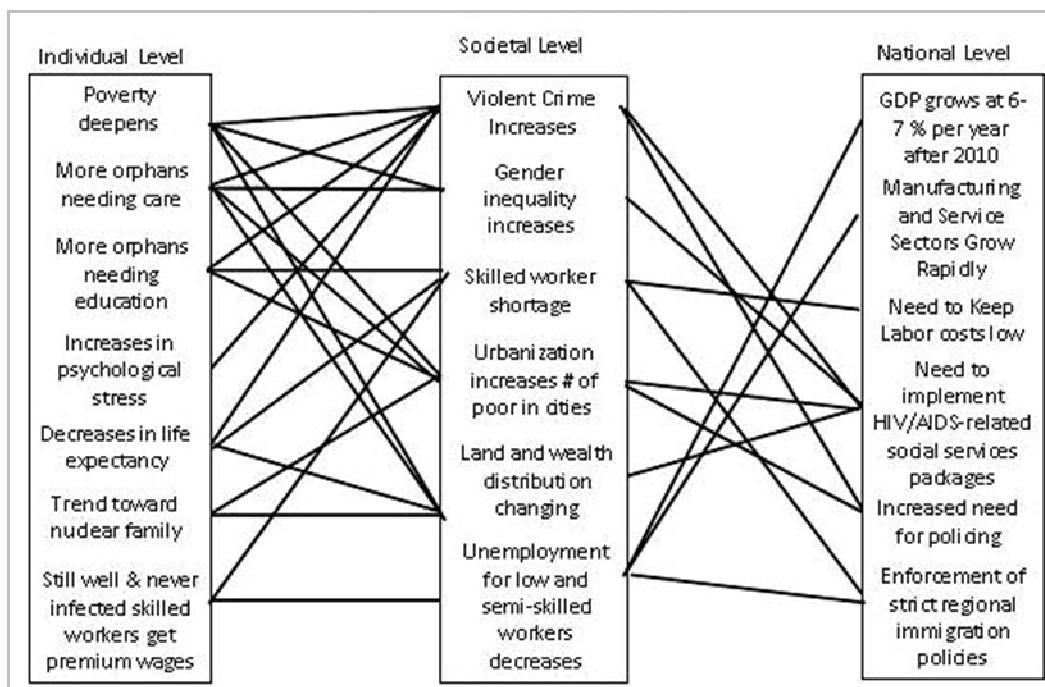 Individual Level
Poverty
deepens
More orphans
needing care
More orphans
needing
education
Increases in
psychological
stress
Decreases in life
expectancy
Trend toward
nuclear family
Still well & never
infected skilled
workers get
premium wages
Societal Level
Violent Crime
Increases
Gender
inequality
increases
Skilled worker
shortage
Urbanization
increases # of
poor in cities
Land and wealth
distribution
changing
Unemployment
for low and
semi-skilled
workers
decreases
National Level
GDP grows at 6-
7 % per year
after 2010
Manufacturing
and Service
Sectors Grow
Rapidly
Need to Keep
Labor costs low
Need to
implement
HIV/AIDS-related
social services
packages
Increased need
for policing
Enforcement of
strict regional
immigration
policies